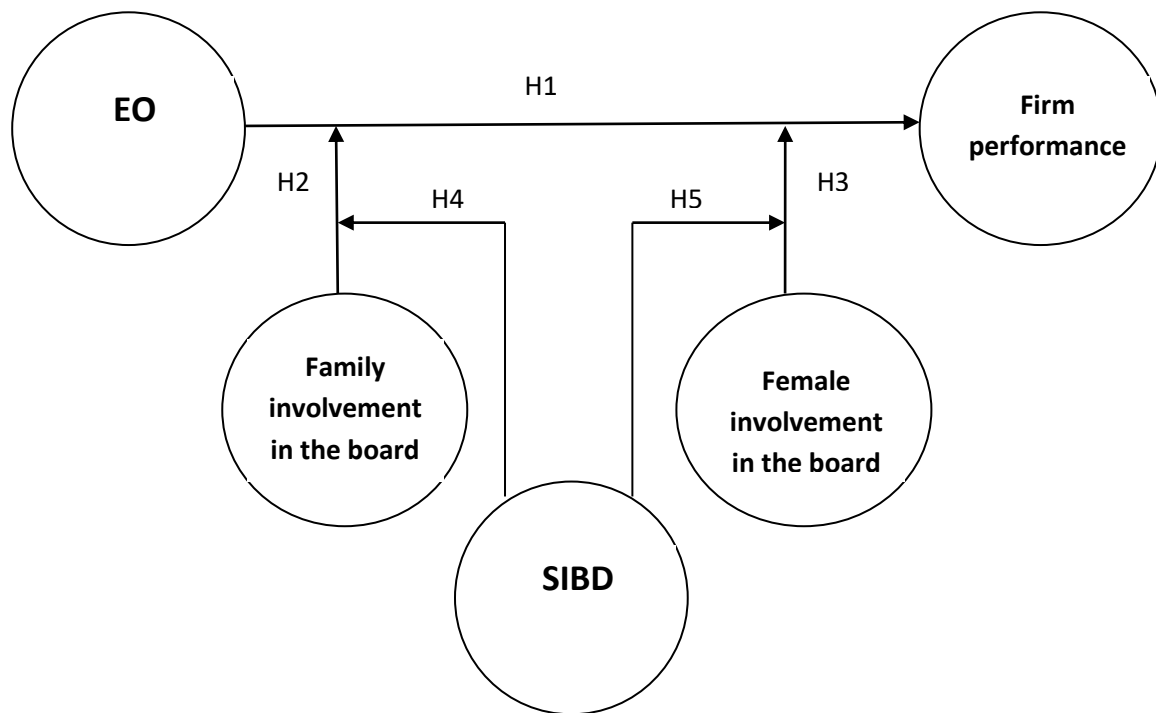 EO
H1
Firm
performance
H2
H4
H5
H3
Family
involvement
in the board
Female
involvement
in the board
SIBD